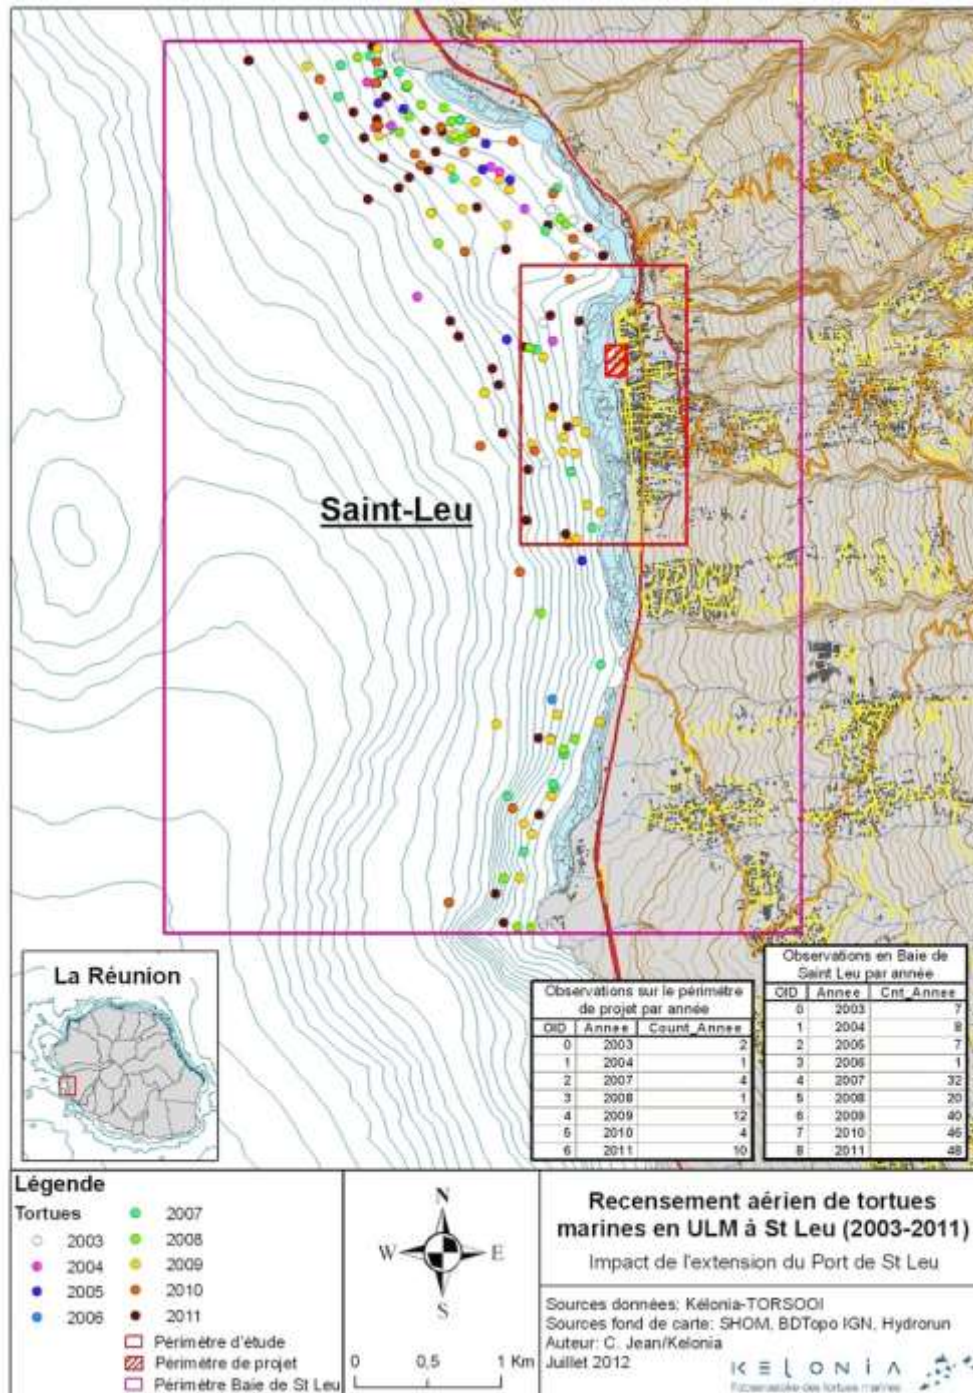 Saint-Leu
La Réunion
Observations sur le périmètre
de projet par année
OID Annee Count_Annee
0 2003 2
1 2004 1
2 2007 4
3 2008 1
4 2009 12
5 2010 4
6 2011 10
Observations en Baie de
Saint Leu par année
OID Annee Cnt_Annee
0 2003 7
1 2004 8
2 2005 7
3 2006 1
4 2007 32
5 2008 20
6 2009 40
7 2010 46
8 2011 48
Légende
Tortues
2003
2004
2005
2006
2007
2008
2009
2010
2011
Périmètre d'étude
Périmètre de projet
Périmètre Baie de St Leu
N
W E
S
0 0,5 1 Km
Recensement aérien de tortues
marines en ULM à St Leu (2003-2011)
Impact de l'extension du Port de St Leu
Sources données: Kélonia-TORSOOI
Sources fond de carte: SHOM, BDTopo IGN, Hydrorun
Auteur: C. Jean/Kelonia
Juillet 2012
KELONIA
l'observatoire des tortues marines